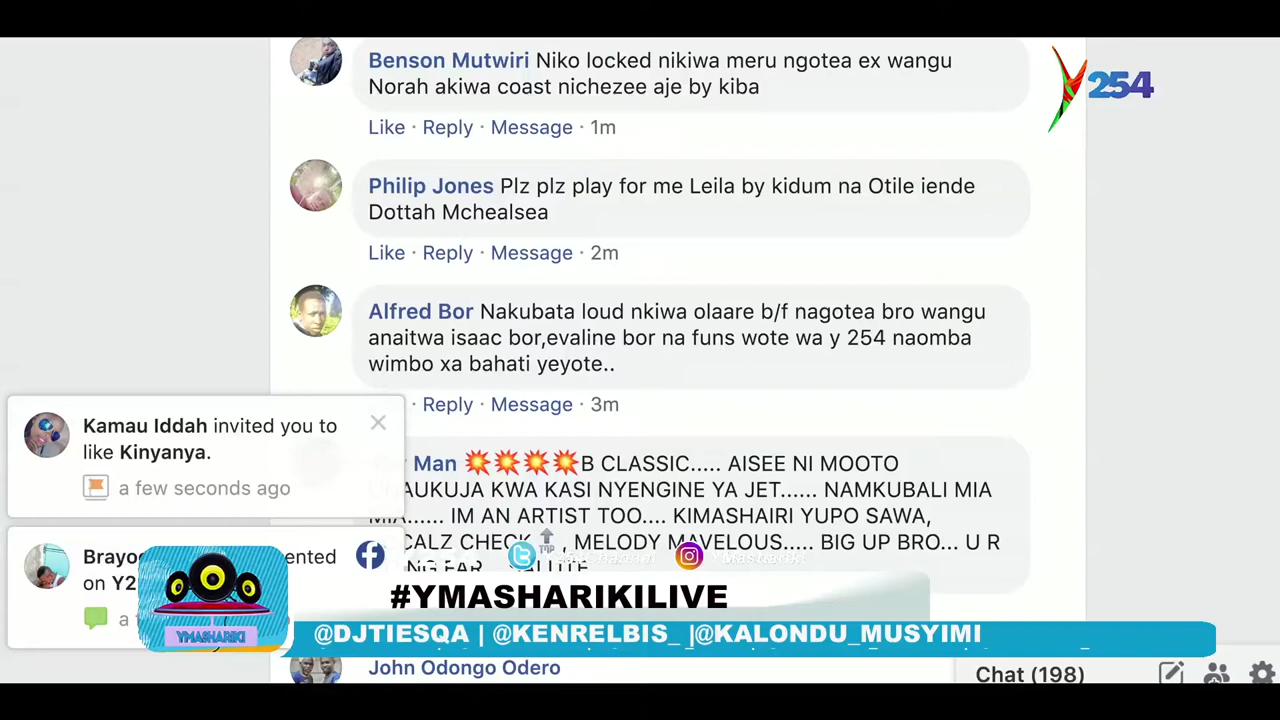 Benson Mutwiri Niko locked nikiwa meru ngotea ex wangu
Norah akiwa coast nichezee aje by kiba
Like · Reply · Message · 1m
Y 254
Philip Jones Plz plz play for me Leila by kidum na Otile iende
Dottah Mchealsea
Like · Reply · Message · 2m
Alfred Bor Nakubata loud nkiwa olaare b/f nagotea bro wangu
anaitwa isaac bor,evaline bor na funs wote wa y 254 naomba
wimbo xa bahati yeyote..
Reply · Message · 3m
Kamau Iddah invited you to
like Kinyanya.
a few seconds ago
Man 💥💥💥💥B CLASSIC..... AISEE NI MOOTO
KWA KASI NYENGINE YA JET...... NAMKUBALI MIA
IM AN ARTIST TOO.... KIMASHAIRI YUPO SAWA,
CHECK TOP, MELODY MAVELOUS..... BIG UP BRO... U R
on Y2
YMASHARIKI
#YMASHARIKILIVE
@DJTIESQA | @KENRELBIS_ |@KALONDU_MUSYIMI
John Odongo Odero
Chat (198)